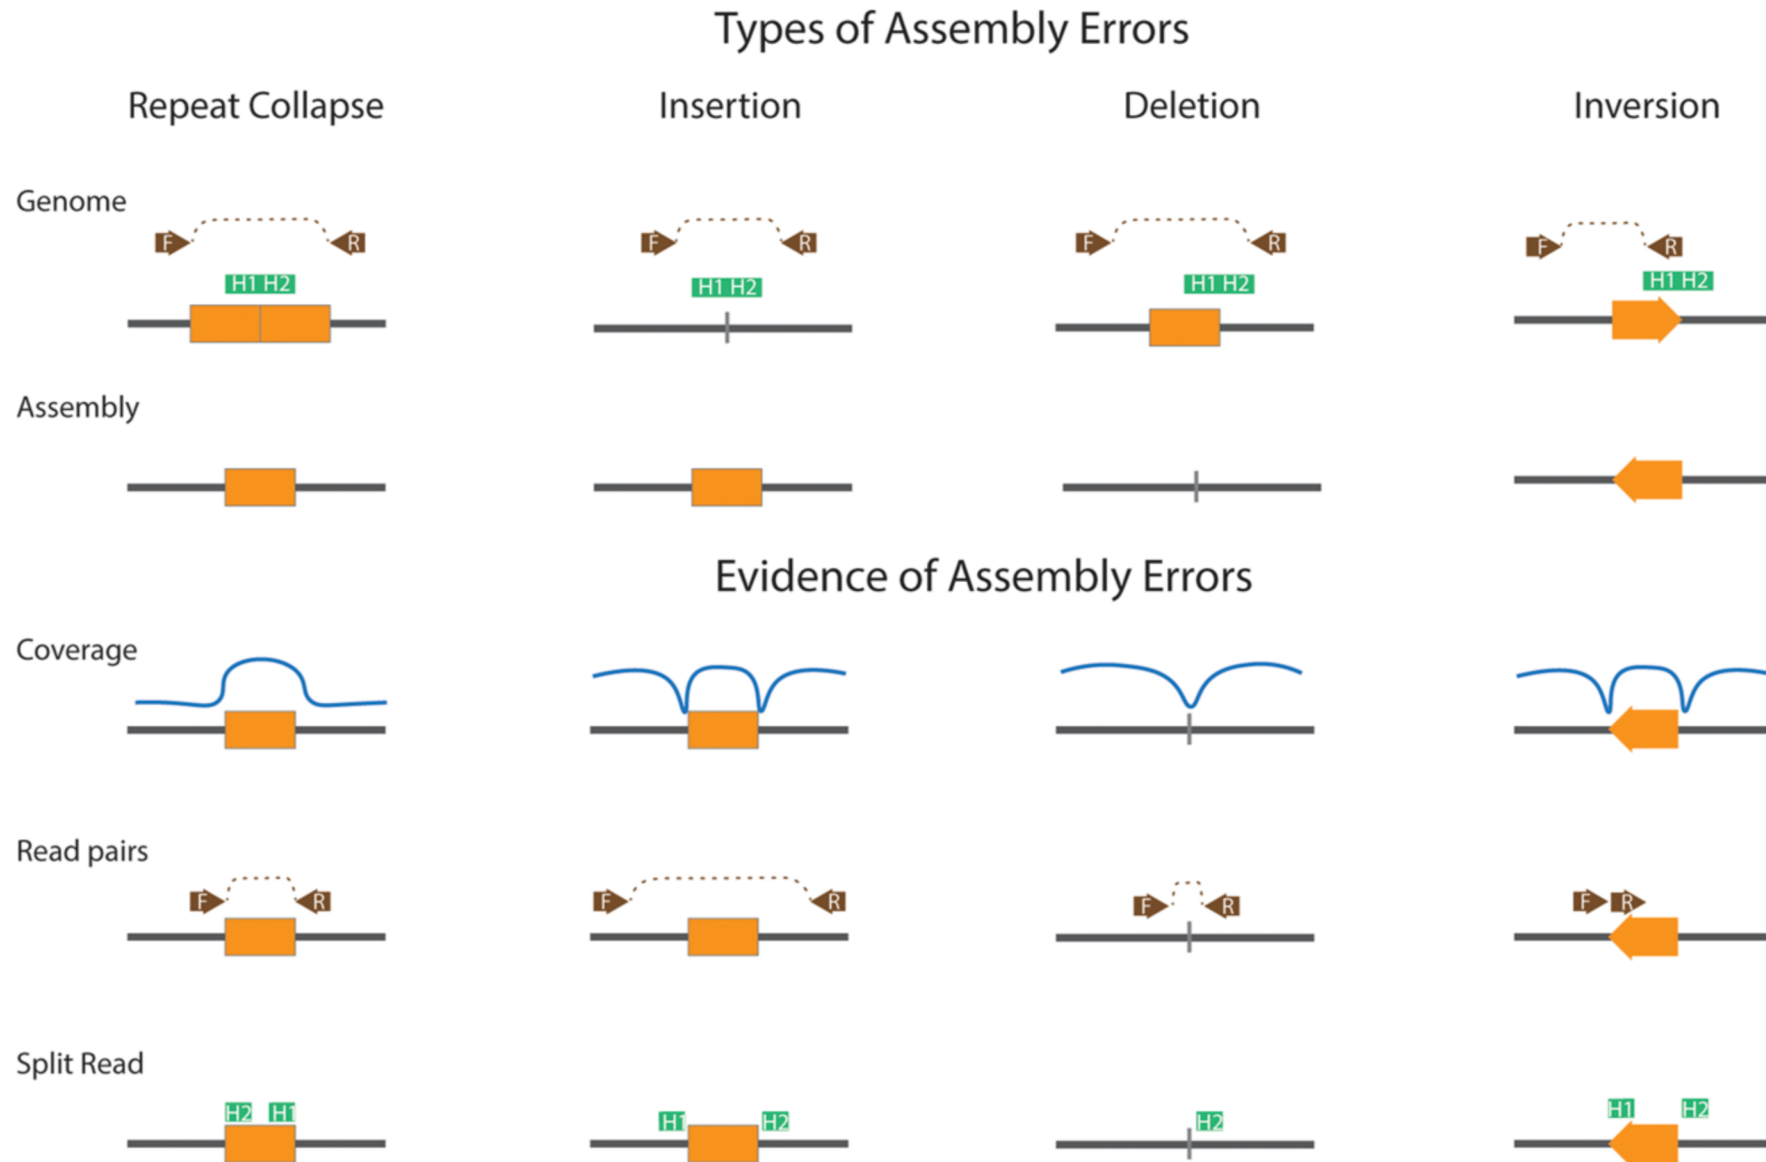 Types of Assembly Errors
Repeat Collapse Insertion Deletion Inversion
Genome
F R F R F R F R
H1 H2 H1 H2 H1 H2 H1 H2
Assembly
Evidence of Assembly Errors
Coverage
Read pairs
F R F R F R F R
Split Read
H2 H1 H1 H2 H2 H1 H2